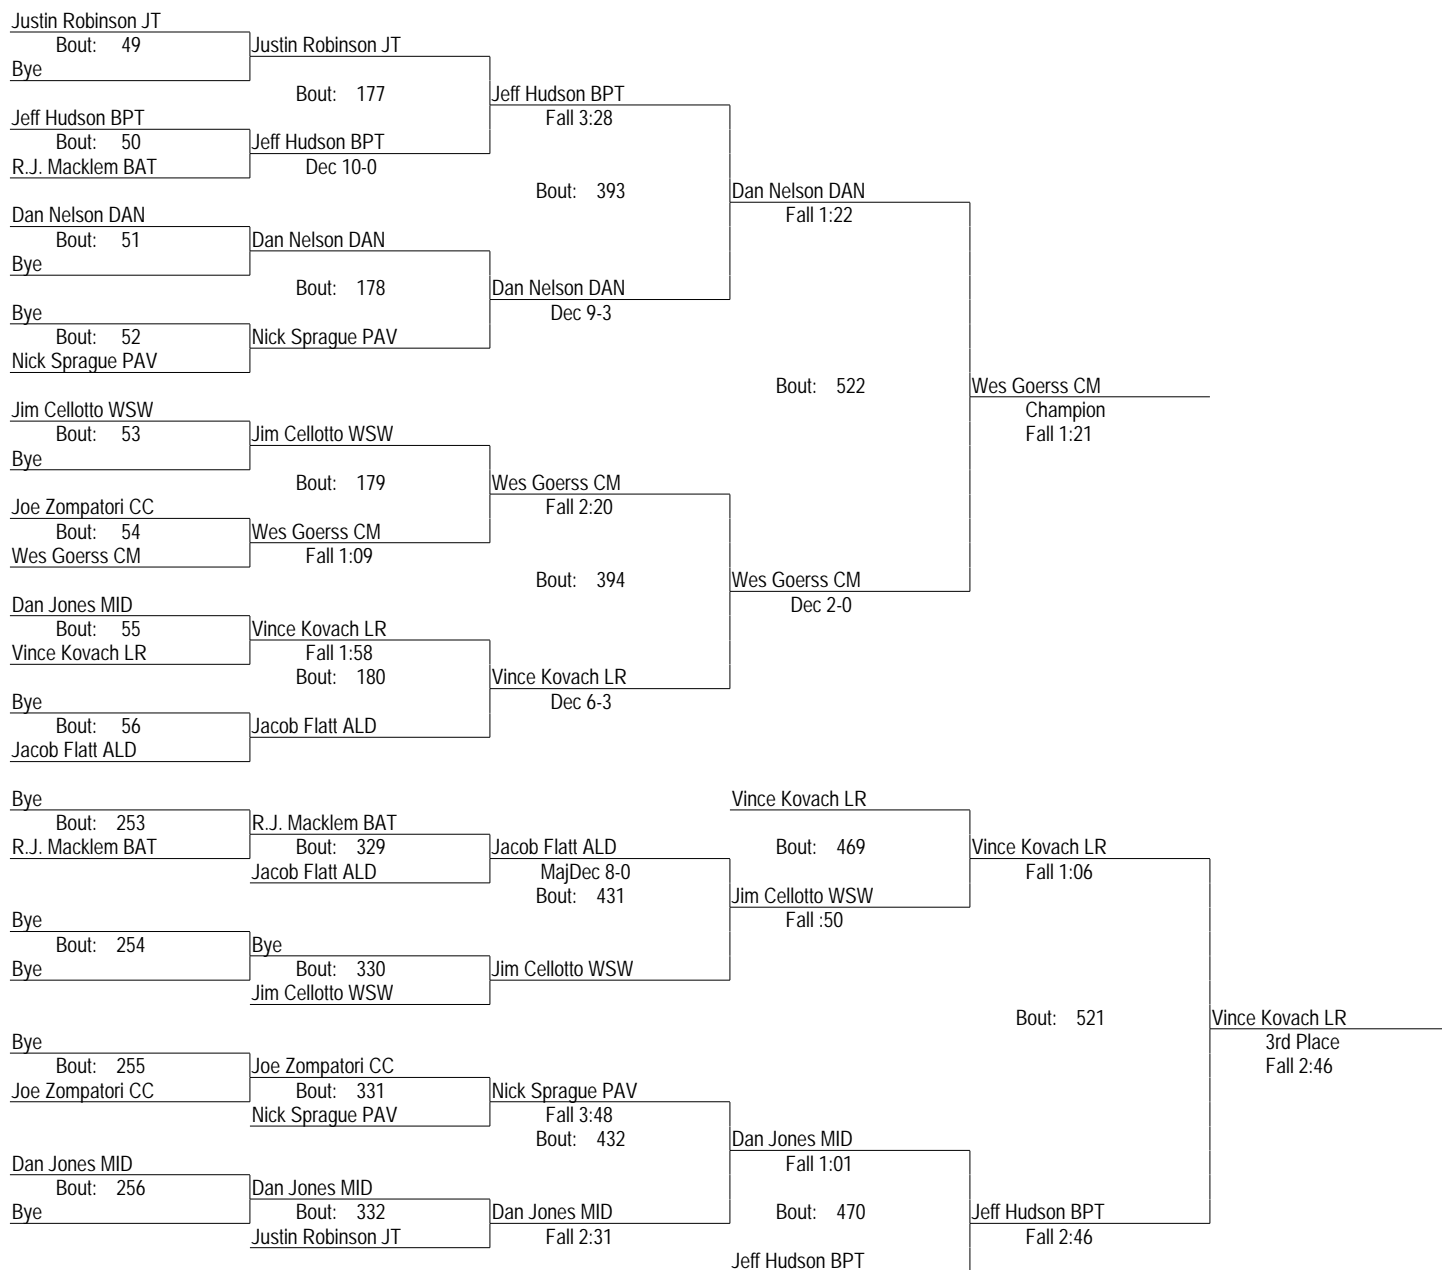 Justin Robinson JT
Bout: 49
Bye
Justin Robinson JT
Bout: 177
Jeff Hudson BPT
Bout: 50
R.J. Macklem BAT
Jeff Hudson BPT
Dec 10-0
Jeff Hudson BPT
Fall 3:28
Bout: 393
Dan Nelson DAN
Bout: 51
Bye
Dan Nelson DAN
Bout: 178
Bye
Bout: 52
Nick Sprague PAV
Nick Sprague PAV
Dan Nelson DAN
Dec 9-3
Dan Nelson DAN
Fall 1:22
Bout: 522
Jim Cellotto WSW
Bout: 53
Bye
Jim Cellotto WSW
Bout: 179
Joe Zompatori CC
Bout: 54
Wes Goerss CM
Wes Goerss CM
Fall 1:09
Wes Goerss CM
Fall 2:20
Bout: 394
Dan Jones MID
Bout: 55
Vince Kovach LR
Vince Kovach LR
Fall 1:58
Bout: 180
Bye
Bout: 56
Jacob Flatt ALD
Jacob Flatt ALD
Vince Kovach LR
Dec 6-3
Wes Goerss CM
Dec 2-0
Wes Goerss CM
Champion
Fall 1:21
Bye
Bout: 253
R.J. Macklem BAT
R.J. Macklem BAT
Bout: 329
Jacob Flatt ALD
Jacob Flatt ALD
MajDec 8-0
Bout: 431
Bye
Bout: 254
Bye
Bye
Bout: 330
Jim Cellotto WSW
Jim Cellotto WSW
Vince Kovach LR
Bout: 469
Jim Cellotto WSW
Fall :50
Vince Kovach LR
Fall 1:06
Bout: 521
Bye
Bout: 255
Joe Zompatori CC
Joe Zompatori CC
Bout: 331
Nick Sprague PAV
Nick Sprague PAV
Fall 3:48
Bout: 432
Dan Jones MID
Bout: 256
Bye
Dan Jones MID
Bout: 332
Justin Robinson JT
Dan Jones MID
Fall 2:31
Dan Jones MID
Fall 1:01
Bout: 470
Jeff Hudson BPT
Jeff Hudson BPT
Fall 2:46
Vince Kovach LR
3rd Place
Fall 2:46